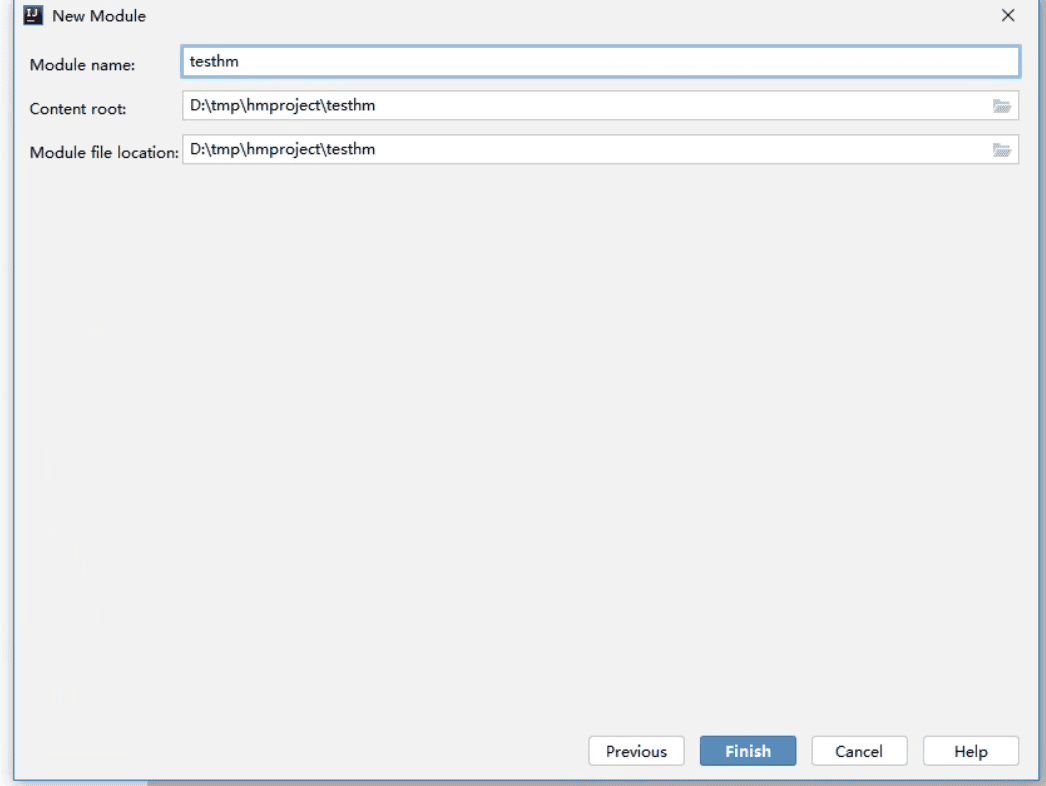 IJ New Module
Module name: testhm
Content root: D:\tmp\hmproject\testhm
Module file location: D:\tmp\hmproject\testhm
Previous Finish Cancel Help